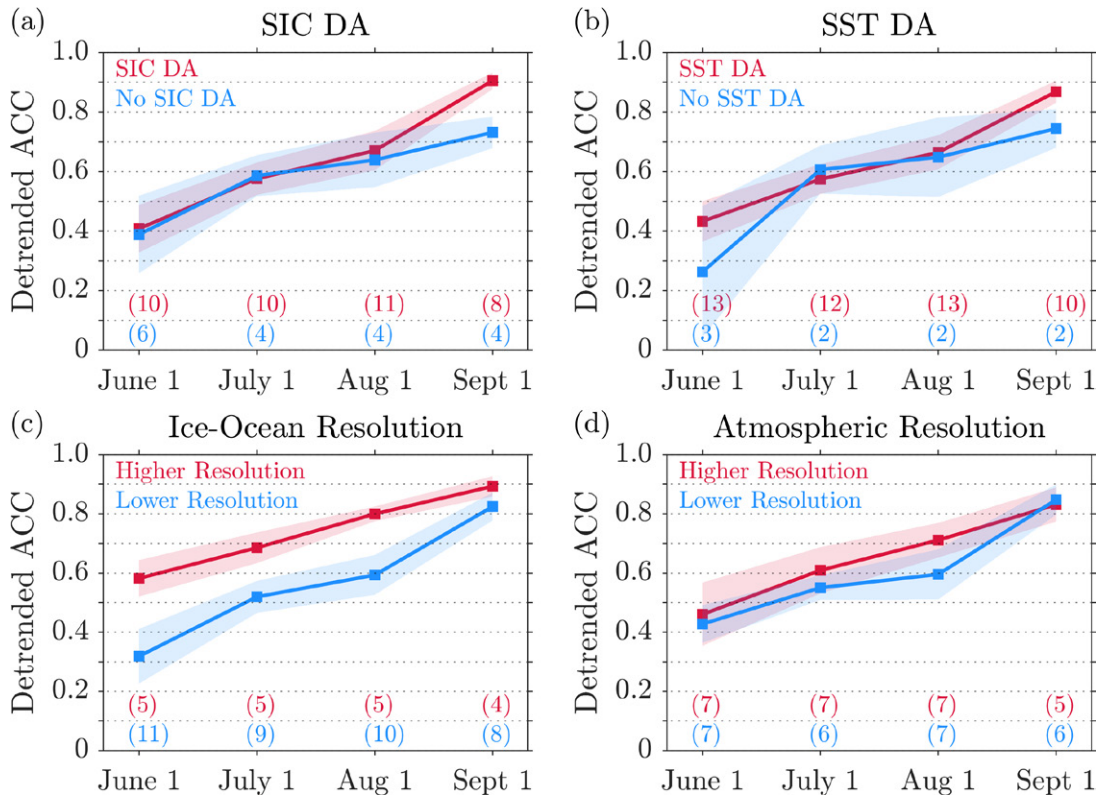 (a) SIC DA
SIC DA
No SIC DA
Detrended ACC
1.0
0.8
0.6
0.4
0.2
0
(10) (10) (11) (8)
(6) (4) (4) (4)
June 1 July 1 Aug 1 Sept 1
(b) SST DA
SST DA
No SST DA
Detrended ACC
1.0
0.8
0.6
0.4
0.2
0
(13) (12) (13) (10)
(3) (2) (2) (2)
June 1 July 1 Aug 1 Sept 1
(c) Ice-Ocean Resolution
Higher Resolution
Lower Resolution
Detrended ACC
1.0
0.8
0.6
0.4
0.2
0
(5) (5) (5) (4)
(11) (9) (10) (8)
June 1 July 1 Aug 1 Sept 1
(d) Atmospheric Resolution
Higher Resolution
Lower Resolution
Detrended ACC
1.0
0.8
0.6
0.4
0.2
0
(7) (7) (7) (5)
(7) (6) (7) (6)
June 1 July 1 Aug 1 Sept 1